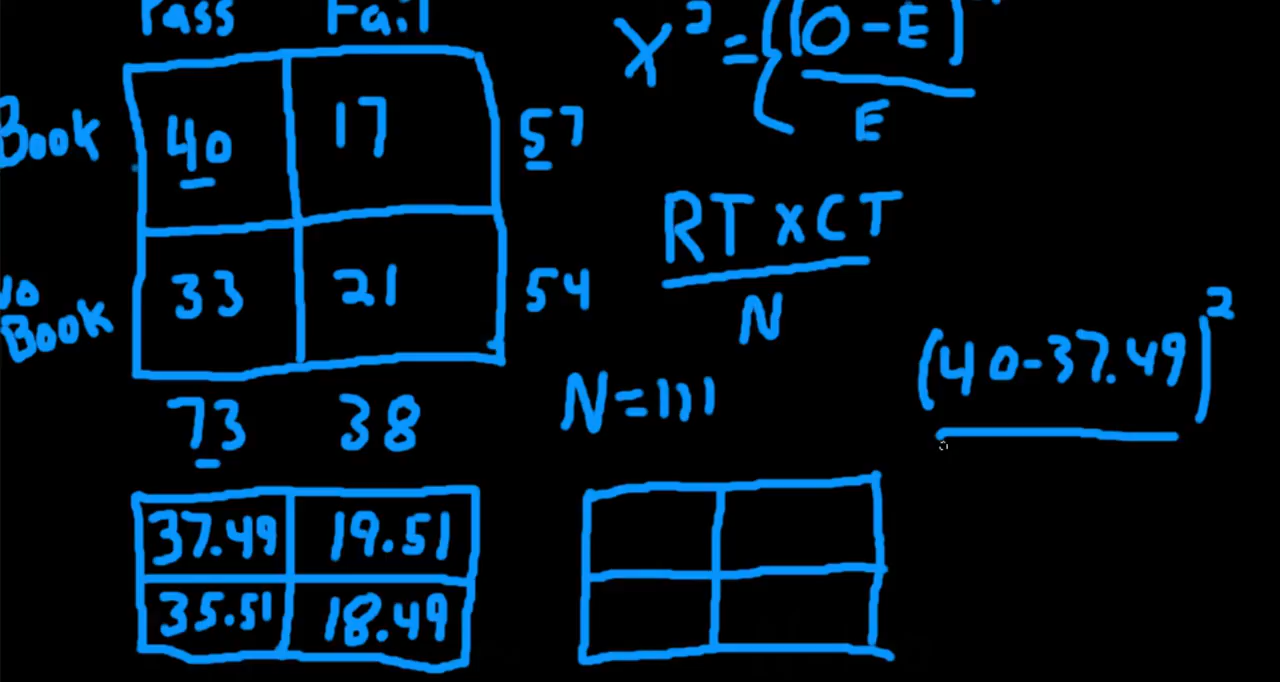 Pass Fail
X² = Σ (O - E)²
E
Book 40 17 57
RT x CT
N
No Book 33 21 54
(40-37.49)²
N=111
73 38
37.49 19.51
35.51 18.49